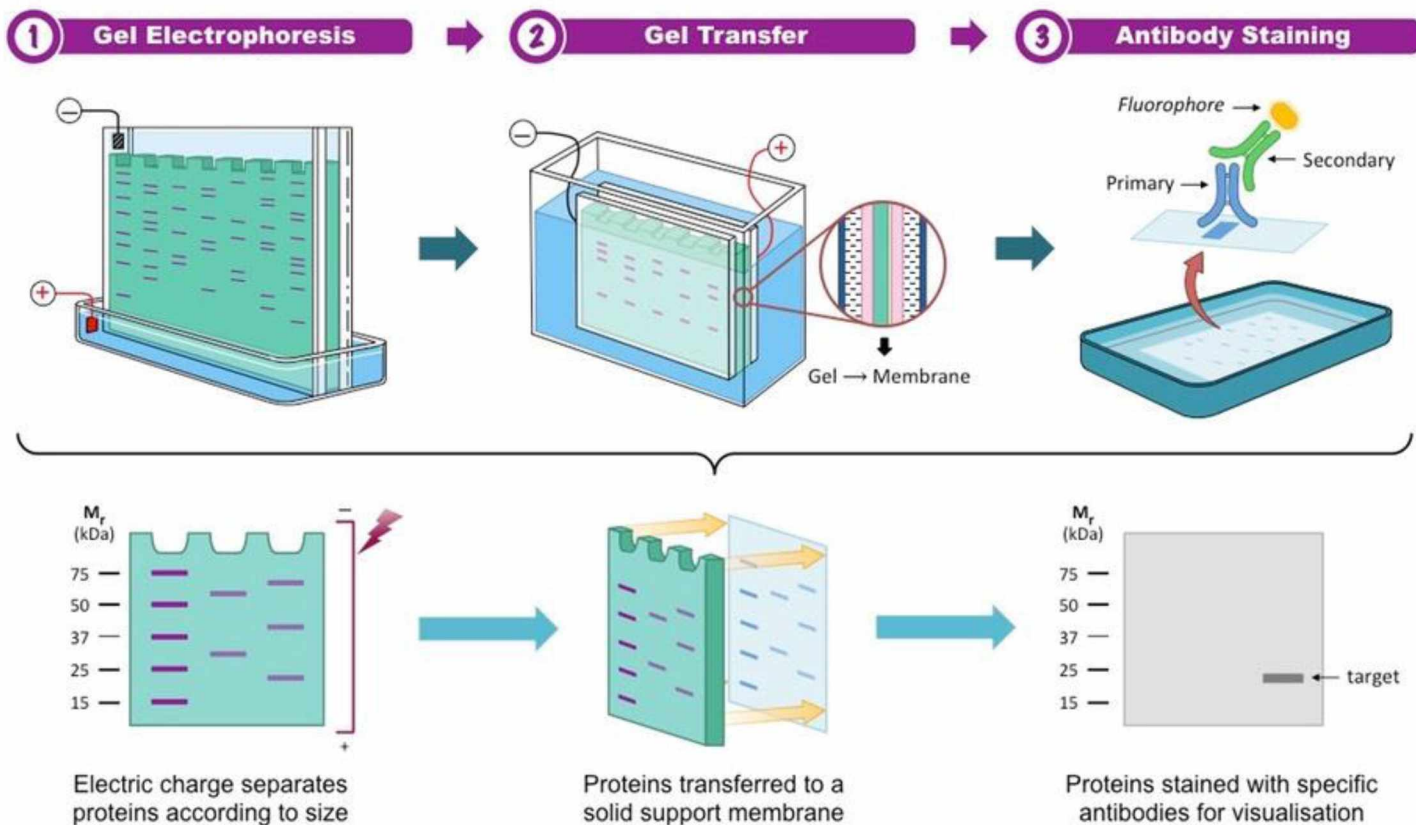 1 Gel Electrophoresis
2 Gel Transfer
3 Antibody Staining
−
+
−
+
Gel → Membrane
Fluorophore
Secondary
Primary
Mr
(kDa)
75
50
37
25
15
−
+
Mr
(kDa)
75
50
37
25
15
target
Electric charge separates
proteins according to size
Proteins transferred to a
solid support membrane
Proteins stained with specific
antibodies for visualisation